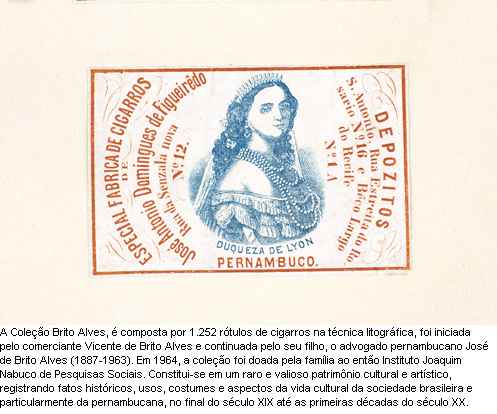 ESPECIAL FABRICA DE CIGARROS
DE
José Antonio Domingues de Figueirêdo
Rua da Senzala nova
Nº 12.
DEPOZITOS
S. Antonio, Rua Estreita do Ro-
sario Nº 16 e Bêco Largo
do Recife
Nº 1 A
DUQUEZA DE LYON
PERNAMBUCO.
A Coleção Brito Alves, é composta por 1.252 rótulos de cigarros na técnica litográfica, foi iniciada
pelo comerciante Vicente de Brito Alves e continuada pelo seu filho, o advogado pernambucano José
de Brito Alves (1887-1963). Em 1964, a coleção foi doada pela família ao então Instituto Joaquim
Nabuco de Pesquisas Sociais. Constitui-se em um raro e valioso patrimônio cultural e artístico,
registrando fatos históricos, usos, costumes e aspectos da vida cultural da sociedade brasileira e
particularmente da pernambucana, no final do século XIX até as primeiras décadas do século XX.